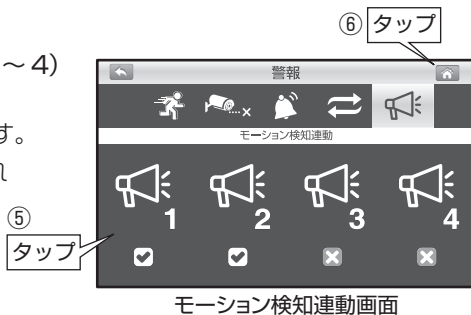 ⑥ タップ
～ 4)
警報
す。
モーション検知連動
れ
1 2 3 4
⑤
タップ
モーション検知連動画面